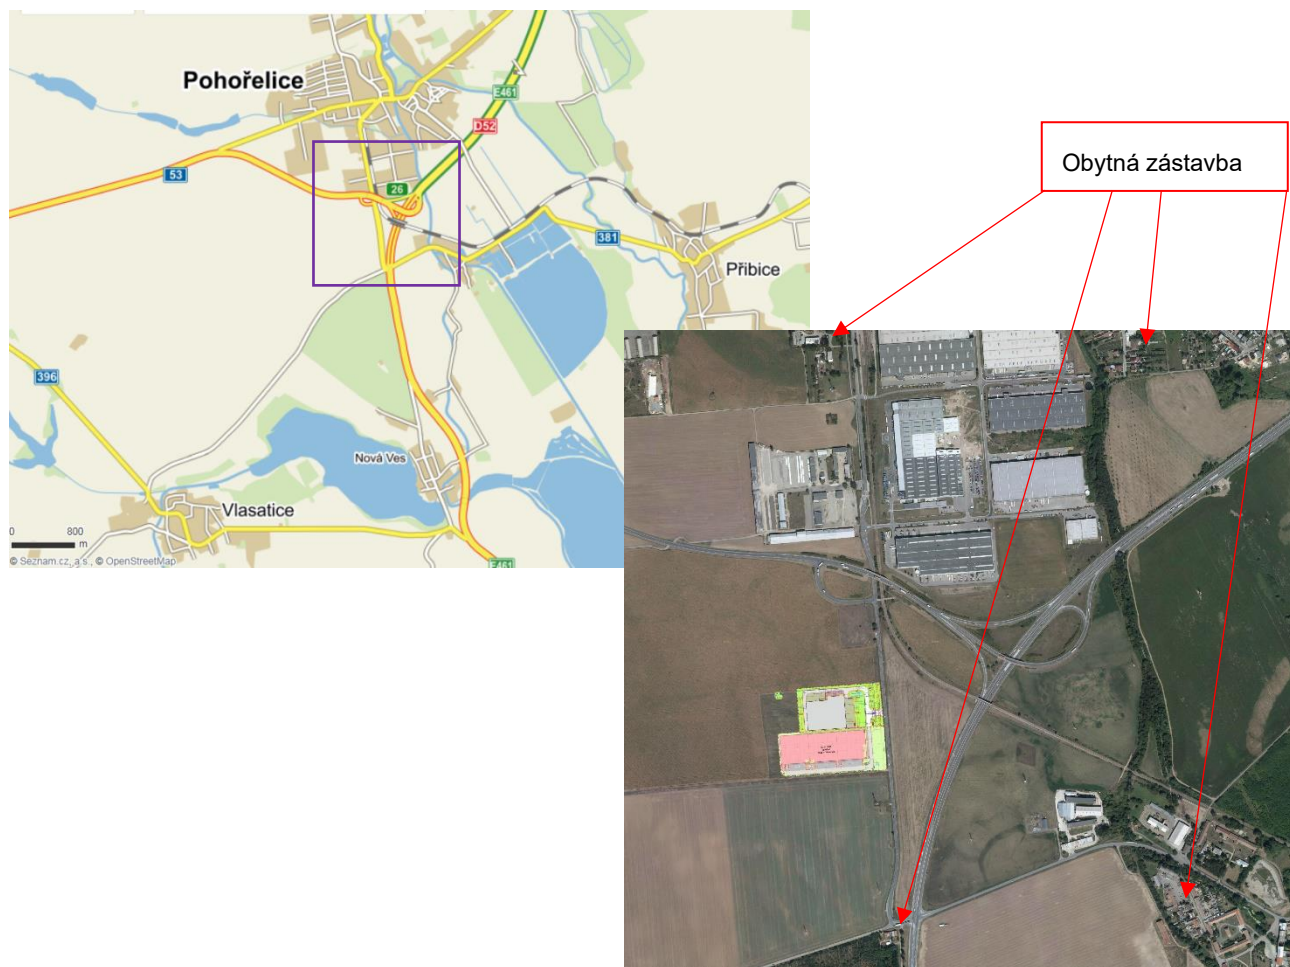 Pohořelice
E461
D52
53
26
381
Přibice
396
Nová Ves
Vlasatice
0 800
m
© Seznam.cz, a.s., © OpenStreetMap
E461
Obytná zástavba